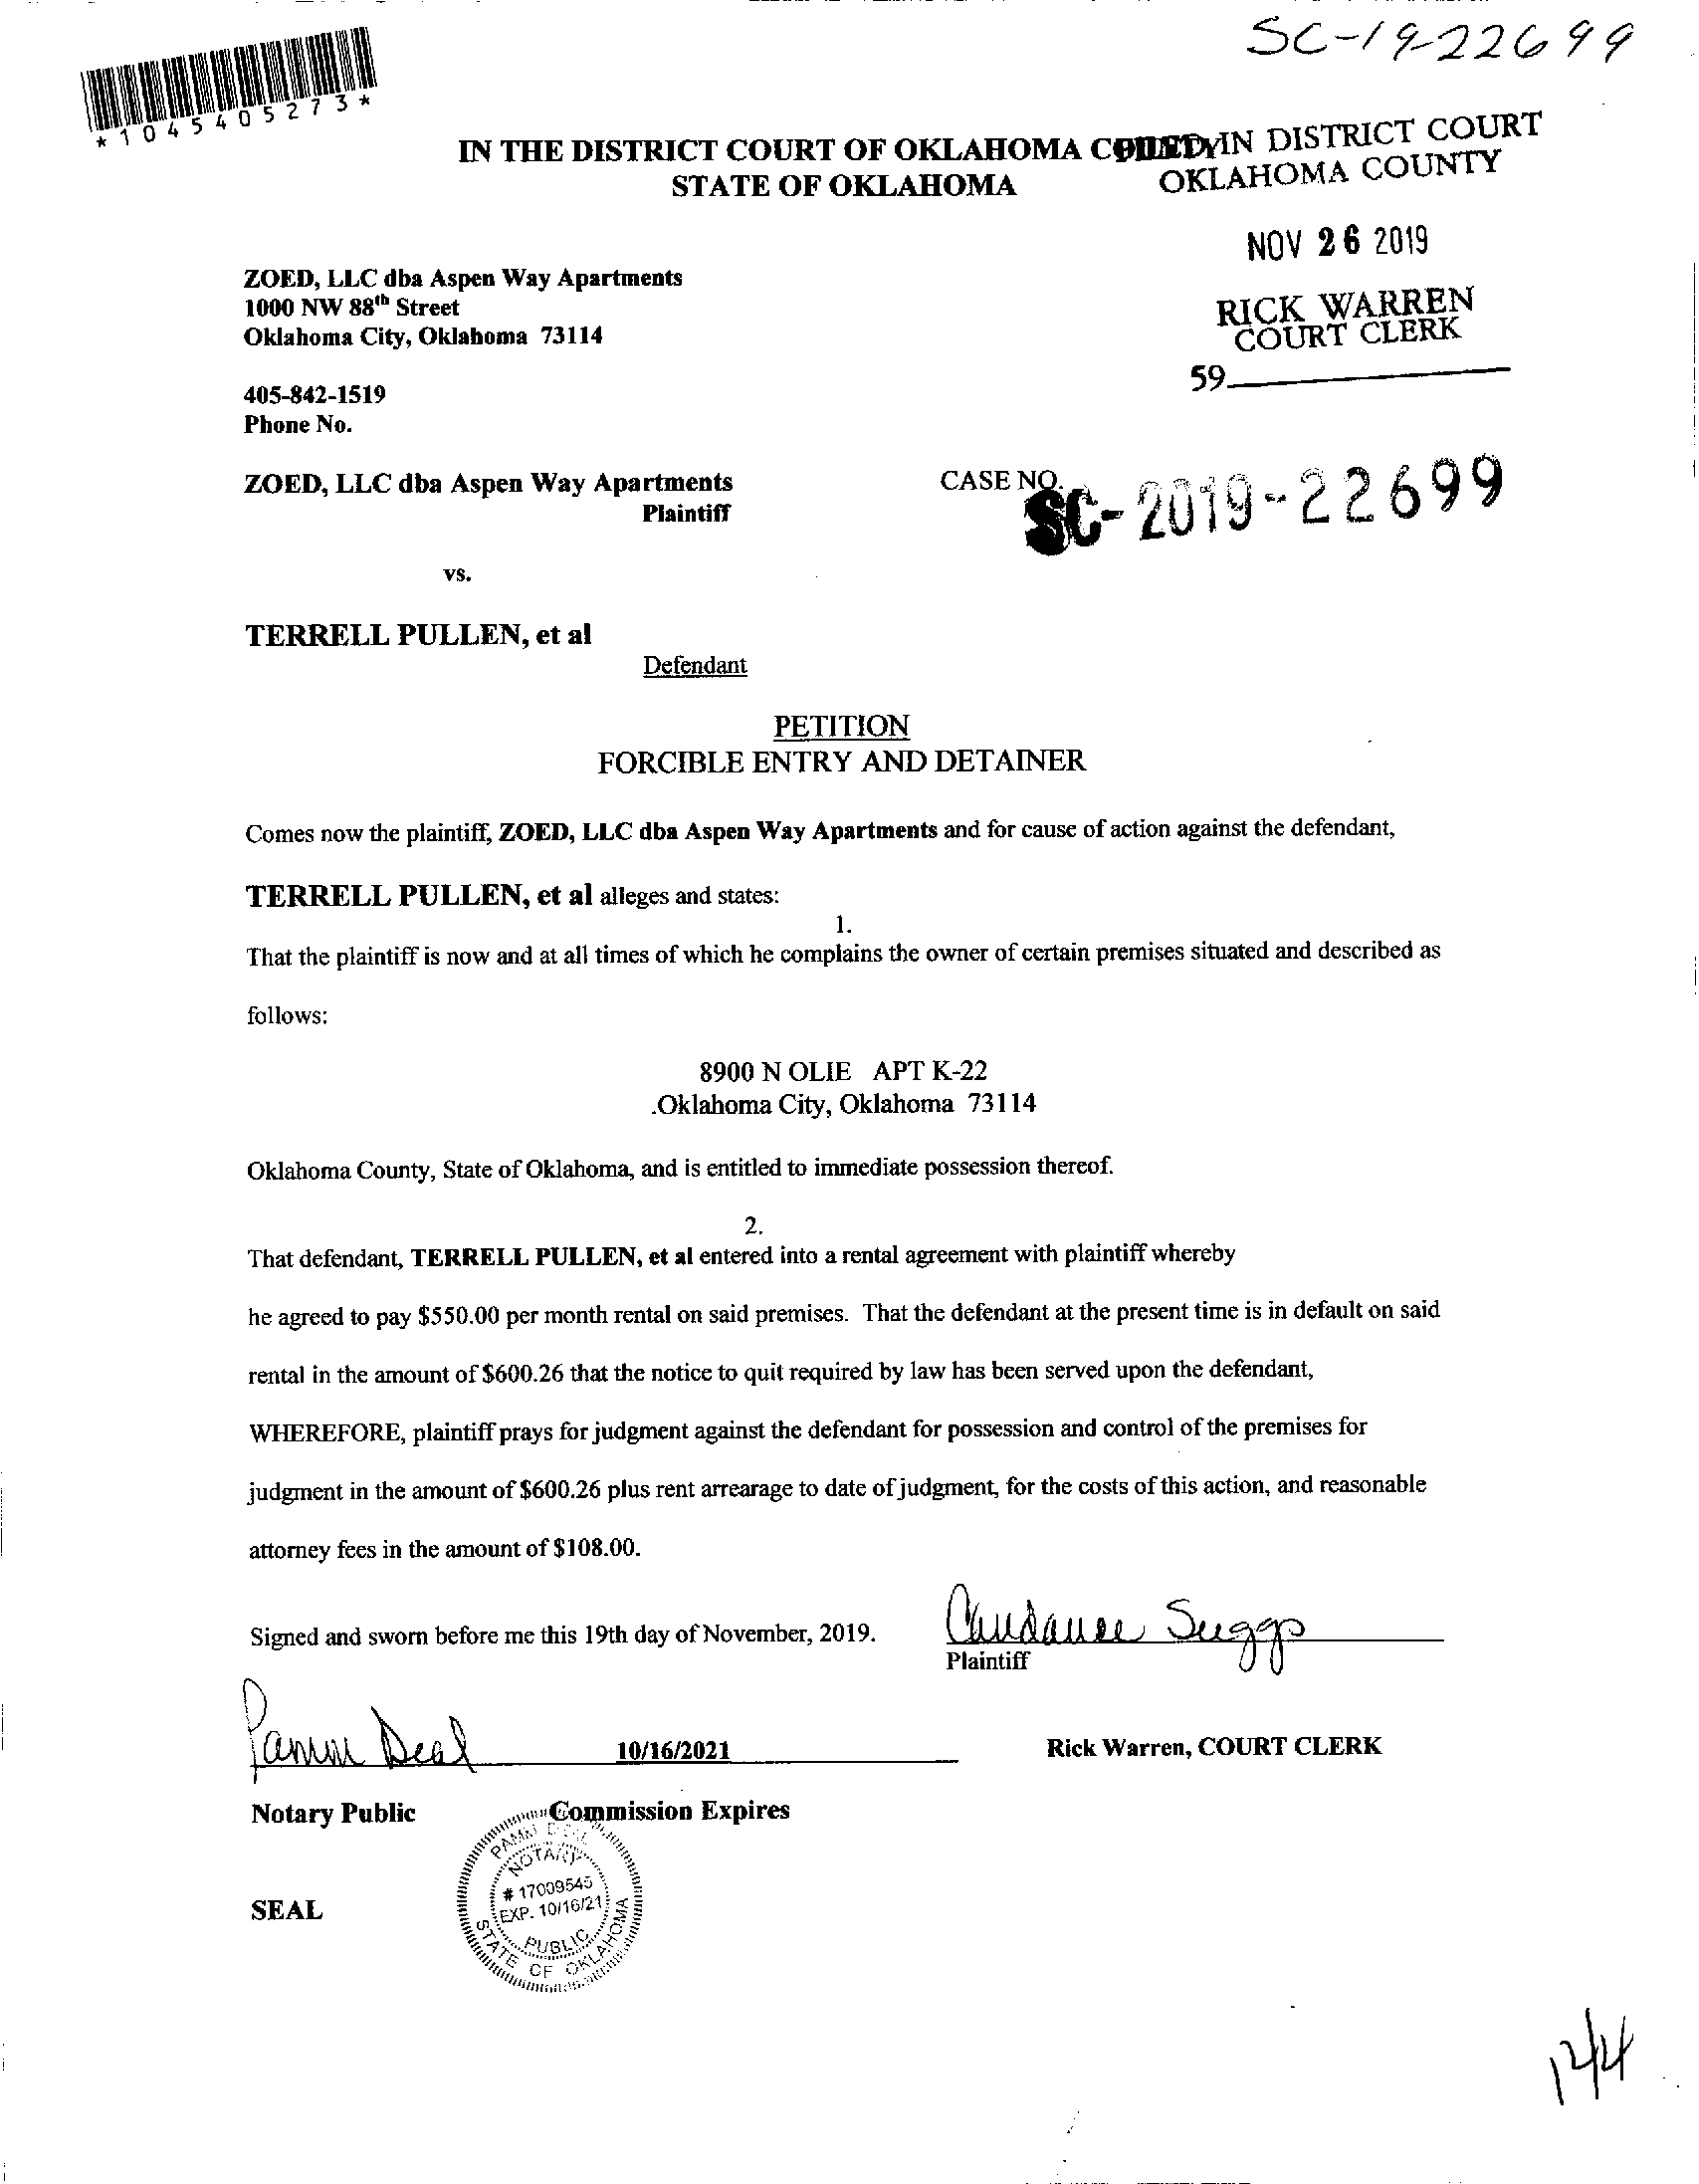 SC-19-22699
*1045405273*
IN THE DISTRICT COURT OF OKLAHOMA COUNTY
STATE OF OKLAHOMA
FILED IN DISTRICT COURT
OKLAHOMA COUNTY
NOV 26 2019
RICK WARREN
COURT CLERK
59
ZOED, LLC dba Aspen Way Apartments
1000 NW 88th Street
Oklahoma City, Oklahoma 73114
405-842-1519
Phone No.
ZOED, LLC dba Aspen Way Apartments
Plaintiff
CASE NO. SC-2019-22699
vs.
TERRELL PULLEN, et al
Defendant
PETITION
FORCIBLE ENTRY AND DETAINER
Comes now the plaintiff, ZOED, LLC dba Aspen Way Apartments and for cause of action against the defendant,
TERRELL PULLEN, et al alleges and states:
1.
That the plaintiff is now and at all times of which he complains the owner of certain premises situated and described as
follows:
8900 N OLIE APT K-22
.Oklahoma City, Oklahoma 73114
Oklahoma County, State of Oklahoma, and is entitled to immediate possession thereof.
2.
That defendant, TERRELL PULLEN, et al entered into a rental agreement with plaintiff whereby
he agreed to pay $550.00 per month rental on said premises. That the defendant at the present time is in default on said
rental in the amount of $600.26 that the notice to quit required by law has been served upon the defendant,
WHEREFORE, plaintiff prays for judgment against the defendant for possession and control of the premises for
judgment in the amount of $600.26 plus rent arrearage to date of judgment, for the costs of this action, and reasonable
attorney fees in the amount of $108.00.
Signed and sworn before me this 19th day of November, 2019.
Candance Suggs
Plaintiff
Pamm Deal
10/16/2021
Rick Warren, COURT CLERK
Notary Public
Commission Expires
SEAL
PAMM DEAL
NOTARY
# 17009545
EXP. 10/16/21
PUBLIC
STATE OF OKLAHOMA
12/4